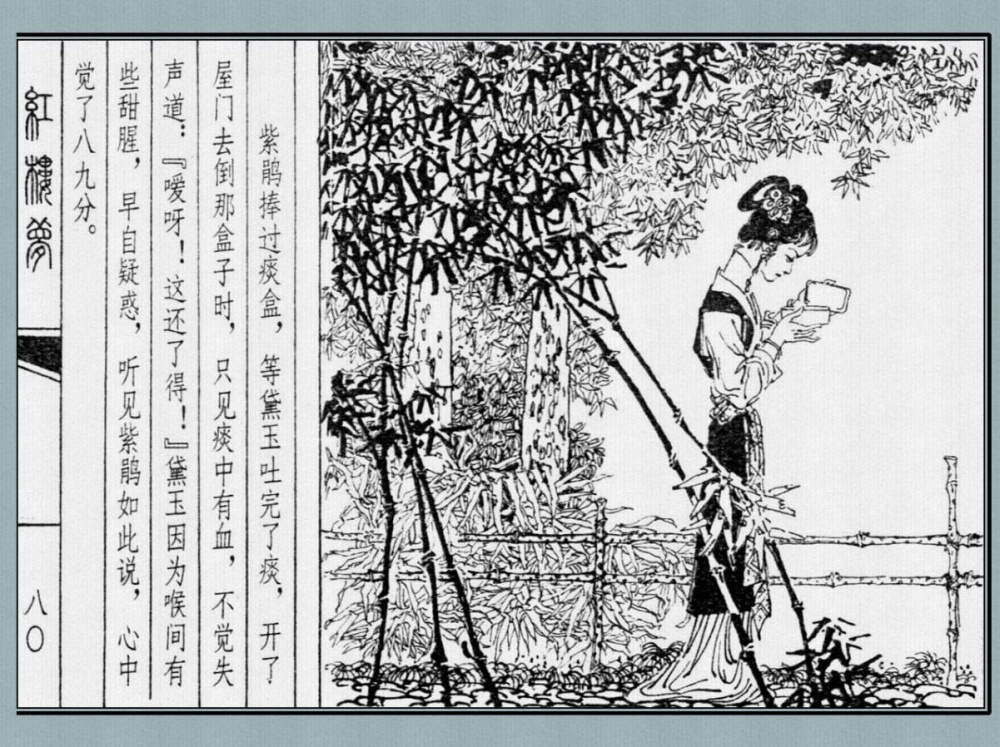 紫鹃捧过痰盒，等黛玉吐完了痰，开了
屋门去倒那盒子时，只见痰中有血，不觉失
声道：『嗳呀！这还了得！』黛玉因为喉间有
些甜腥，早自疑惑，听见紫鹃如此说，心中
觉了八九分。
紅樓夢
八〇